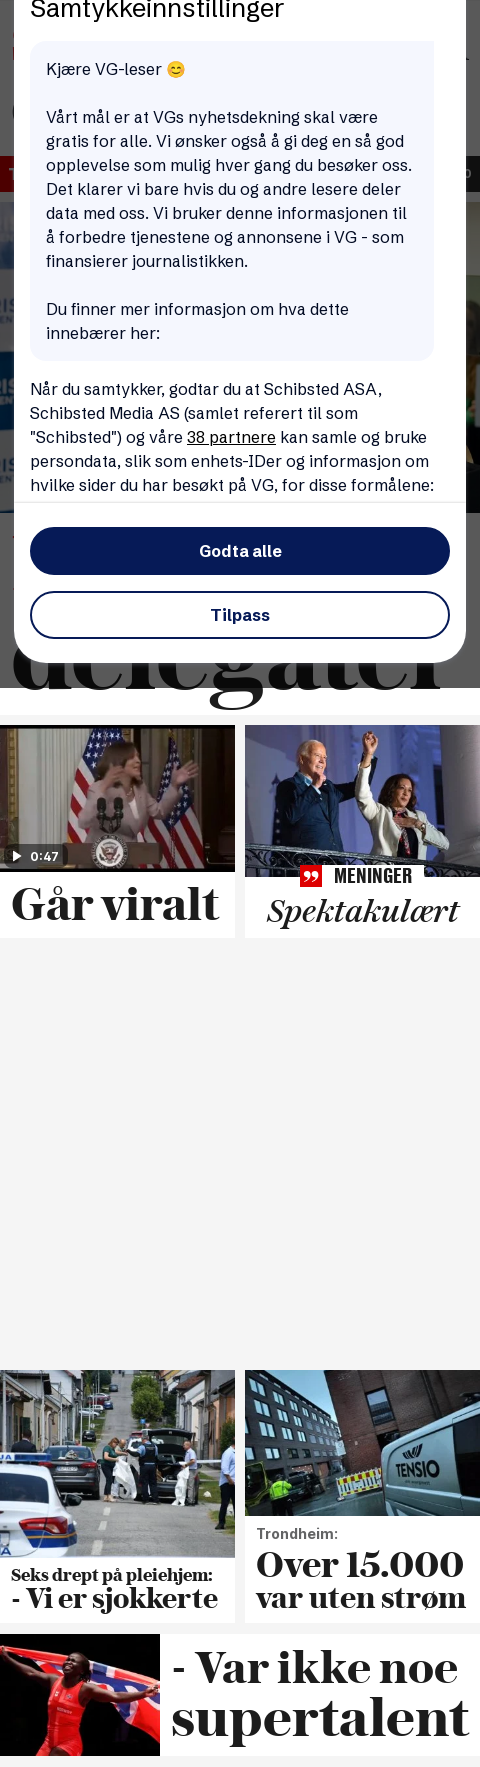 Samtykkeinnstillinger
Kjære VG-leser 😊
Vårt mål er at VGs nyhetsdekning skal være
gratis for alle. Vi ønsker også å gi deg en så god
opplevelse som mulig hver gang du besøker oss.
Det klarer vi bare hvis du og andre lesere deler
data med oss. Vi bruker denne informasjonen til
å forbedre tjenestene og annonsene i VG - som
finansierer journalistikken.
Du finner mer informasjon om hva dette
innebærer her:
Når du samtykker, godtar du at Schibsted ASA,
Schibsted Media AS (samlet referert til som
"Schibsted") og våre 38 partnere kan samle og bruke
persondata, slik som enhets-IDer og informasjon om
hvilke sider du har besøkt på VG, for disse formålene:
Godta alle
Tilpass
delegater
0:47
Går viralt
MENINGER
Spektakulært
TENSIO
Seks drept på pleiehjem:
- Vi er sjokkerte
Trondheim:
Over 15.000
var uten strøm
- Var ikke noe
supertalent